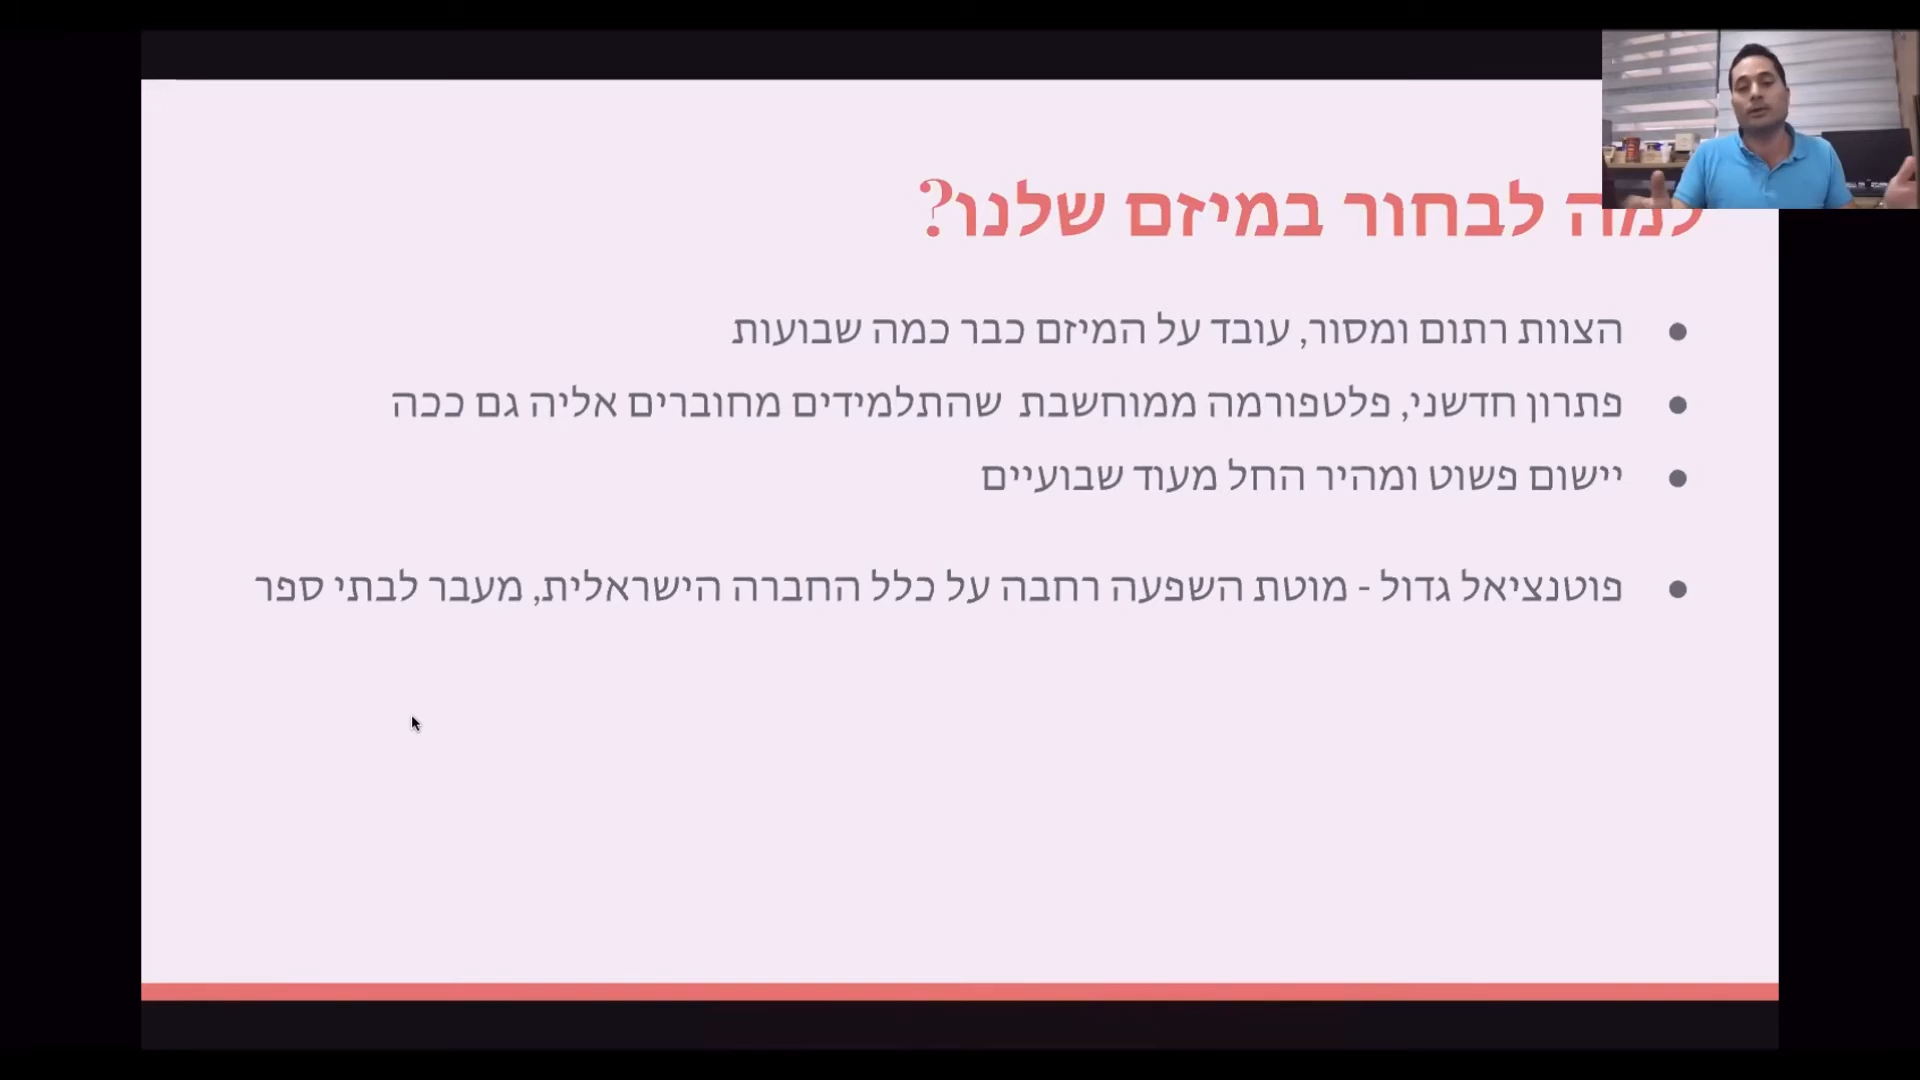 למה לבחור במיזם שלנו?
הצוות רתום ומסור, עובד על המיזם כבר כמה שבועות
פתרון חדשני, פלטפורמה ממוחשבת שהתלמידים מחוברים אליה גם ככה
יישום פשוט ומהיר החל מעוד שבועיים
פוטנציאל גדול - מוטת השפעה רחבה על כלל החברה הישראלית, מעבר לבתי ספר